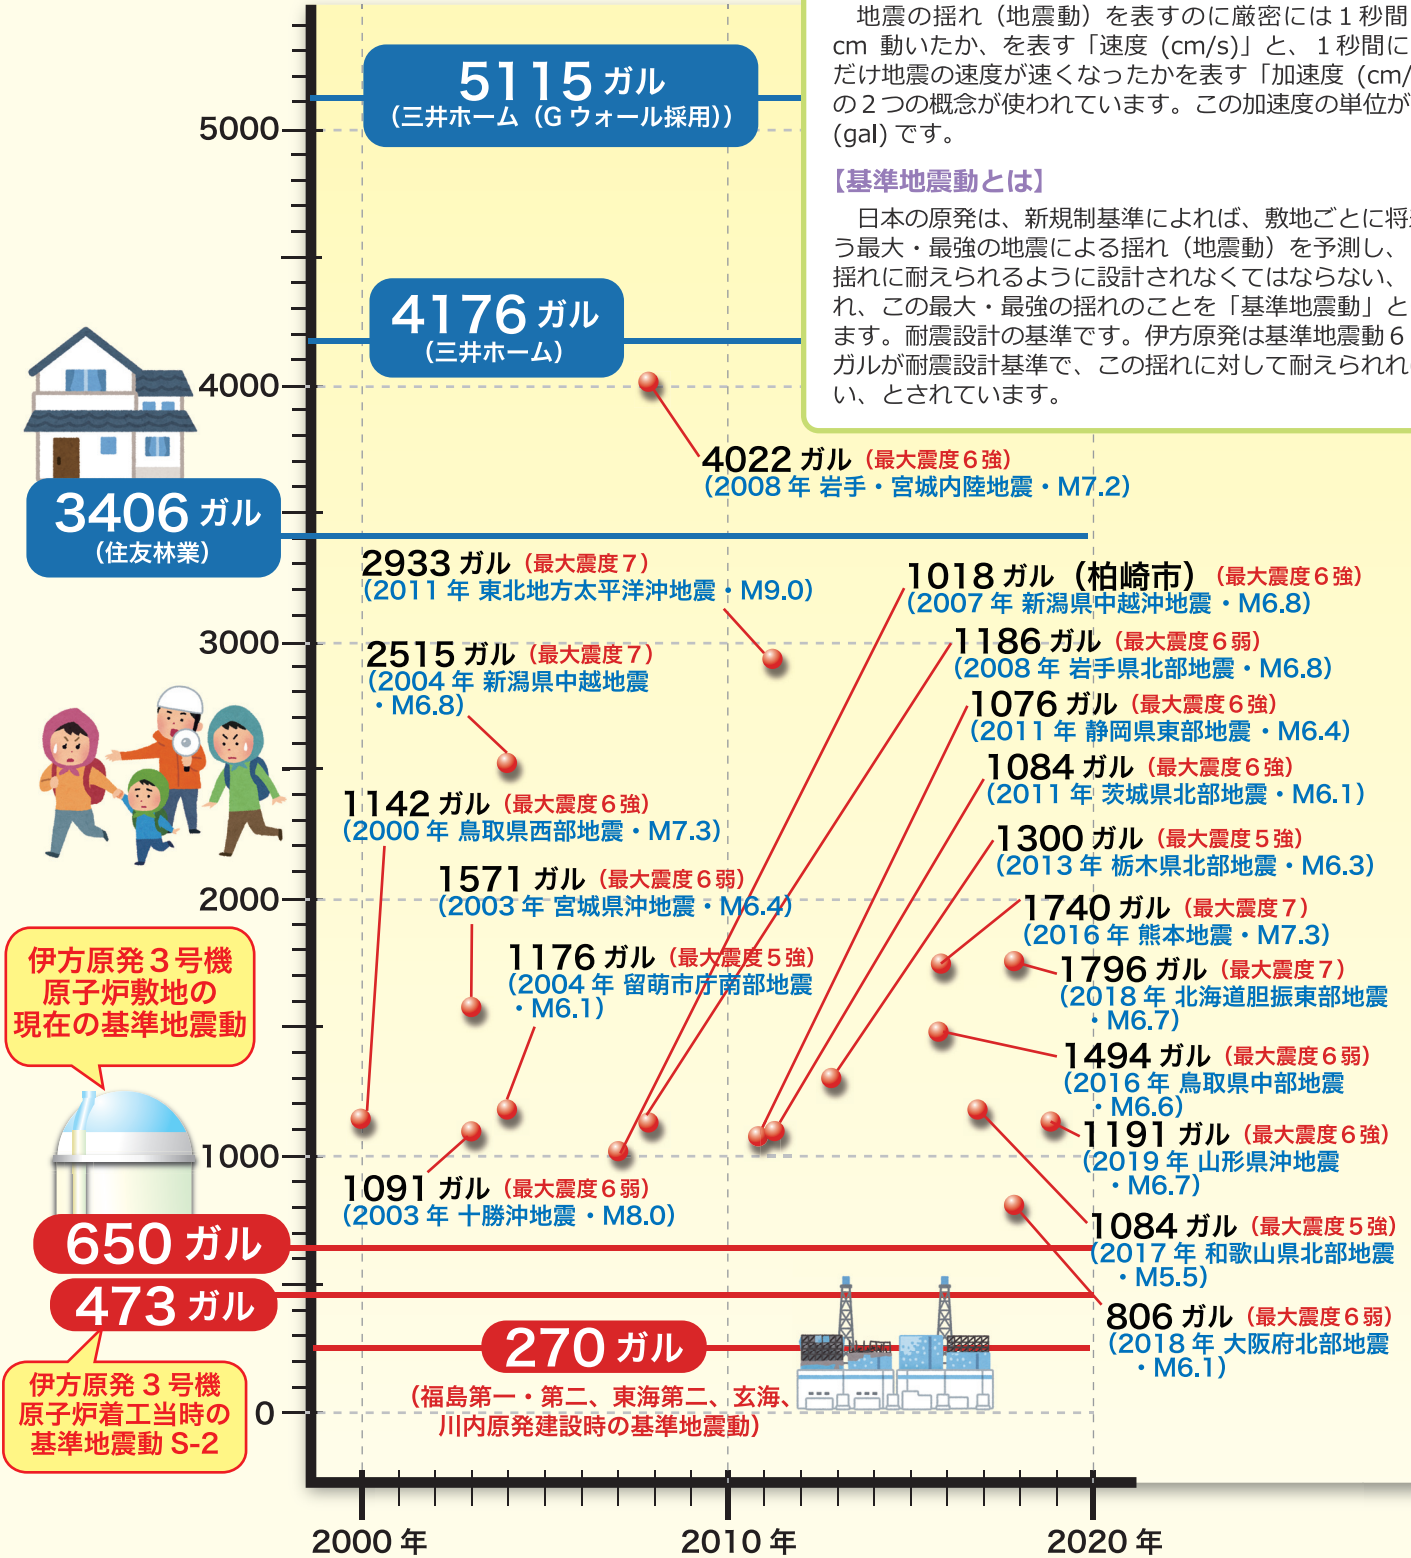 地震の揺れ（地震動）を表すのに厳密には１秒間
cm 動いたか、を表す「速度 (cm/s)」と、１秒間に
だけ地震の速度が速くなったかを表す「加速度 (cm/
の２つの概念が使われています。この加速度の単位が
(gal) です。
【基準地震動とは】
日本の原発は、新規制基準によれば、敷地ごとに将
う最大・最強の地震による揺れ（地震動）を予測し、
揺れに耐えられるように設計されなくてはならない、
れ、この最大・最強の揺れのことを「基準地震動」と
ます。耐震設計の基準です。伊方原発は基準地震動６
ガルが耐震設計基準で、この揺れに対して耐えられれ
い、とされています。
5115 ガル
（三井ホーム（G ウォール採用））
5000
4176 ガル
（三井ホーム）
4000
4022 ガル（最大震度６強）
（2008 年 岩手・宮城内陸地震・M7.2）
3406 ガル
（住友林業）
2933 ガル（最大震度７）
（2011 年 東北地方太平洋沖地震・M9.0）
1018 ガル（柏崎市）（最大震度６強）
（2007 年 新潟県中越沖地震・M6.8）
3000
2515 ガル（最大震度７）
（2004 年 新潟県中越地震
・M6.8）
1186 ガル（最大震度６弱）
（2008 年 岩手県北部地震・M6.8）
1076 ガル（最大震度６強）
（2011 年 静岡県東部地震・M6.4）
1084 ガル（最大震度６強）
（2011 年 茨城県北部地震・M6.1）
1142 ガル（最大震度６強）
（2000 年 鳥取県西部地震・M7.3）
1300 ガル（最大震度５強）
（2013 年 栃木県北部地震・M6.3）
1571 ガル（最大震度６弱）
（2003 年 宮城県沖地震・M6.4）
2000
1740 ガル（最大震度７）
（2016 年 熊本地震・M7.3）
1176 ガル（最大震度５強）
（2004 年 留萌市庁南部地震
・M6.1）
1796 ガル（最大震度７）
（2018 年 北海道胆振東部地震
・M6.7）
伊方原発３号機
原子炉敷地の
現在の基準地震動
1494 ガル（最大震度６弱）
（2016 年 鳥取県中部地震
・M6.6）
1191 ガル（最大震度６強）
（2019 年 山形県沖地震
・M6.7）
1000
1091 ガル（最大震度６弱）
（2003 年 十勝沖地震・M8.0）
1084 ガル（最大震度５強）
（2017 年 和歌山県北部地震
・M5.5）
650 ガル
473 ガル
806 ガル（最大震度６弱）
（2018 年 大阪府北部地震
・M6.1）
270 ガル
（福島第一・第二、東海第二、玄海、
川内原発建設時の基準地震動）
伊方原発３号機
原子炉着工当時の
基準地震動 S-2
0
2000 年
2010 年
2020 年